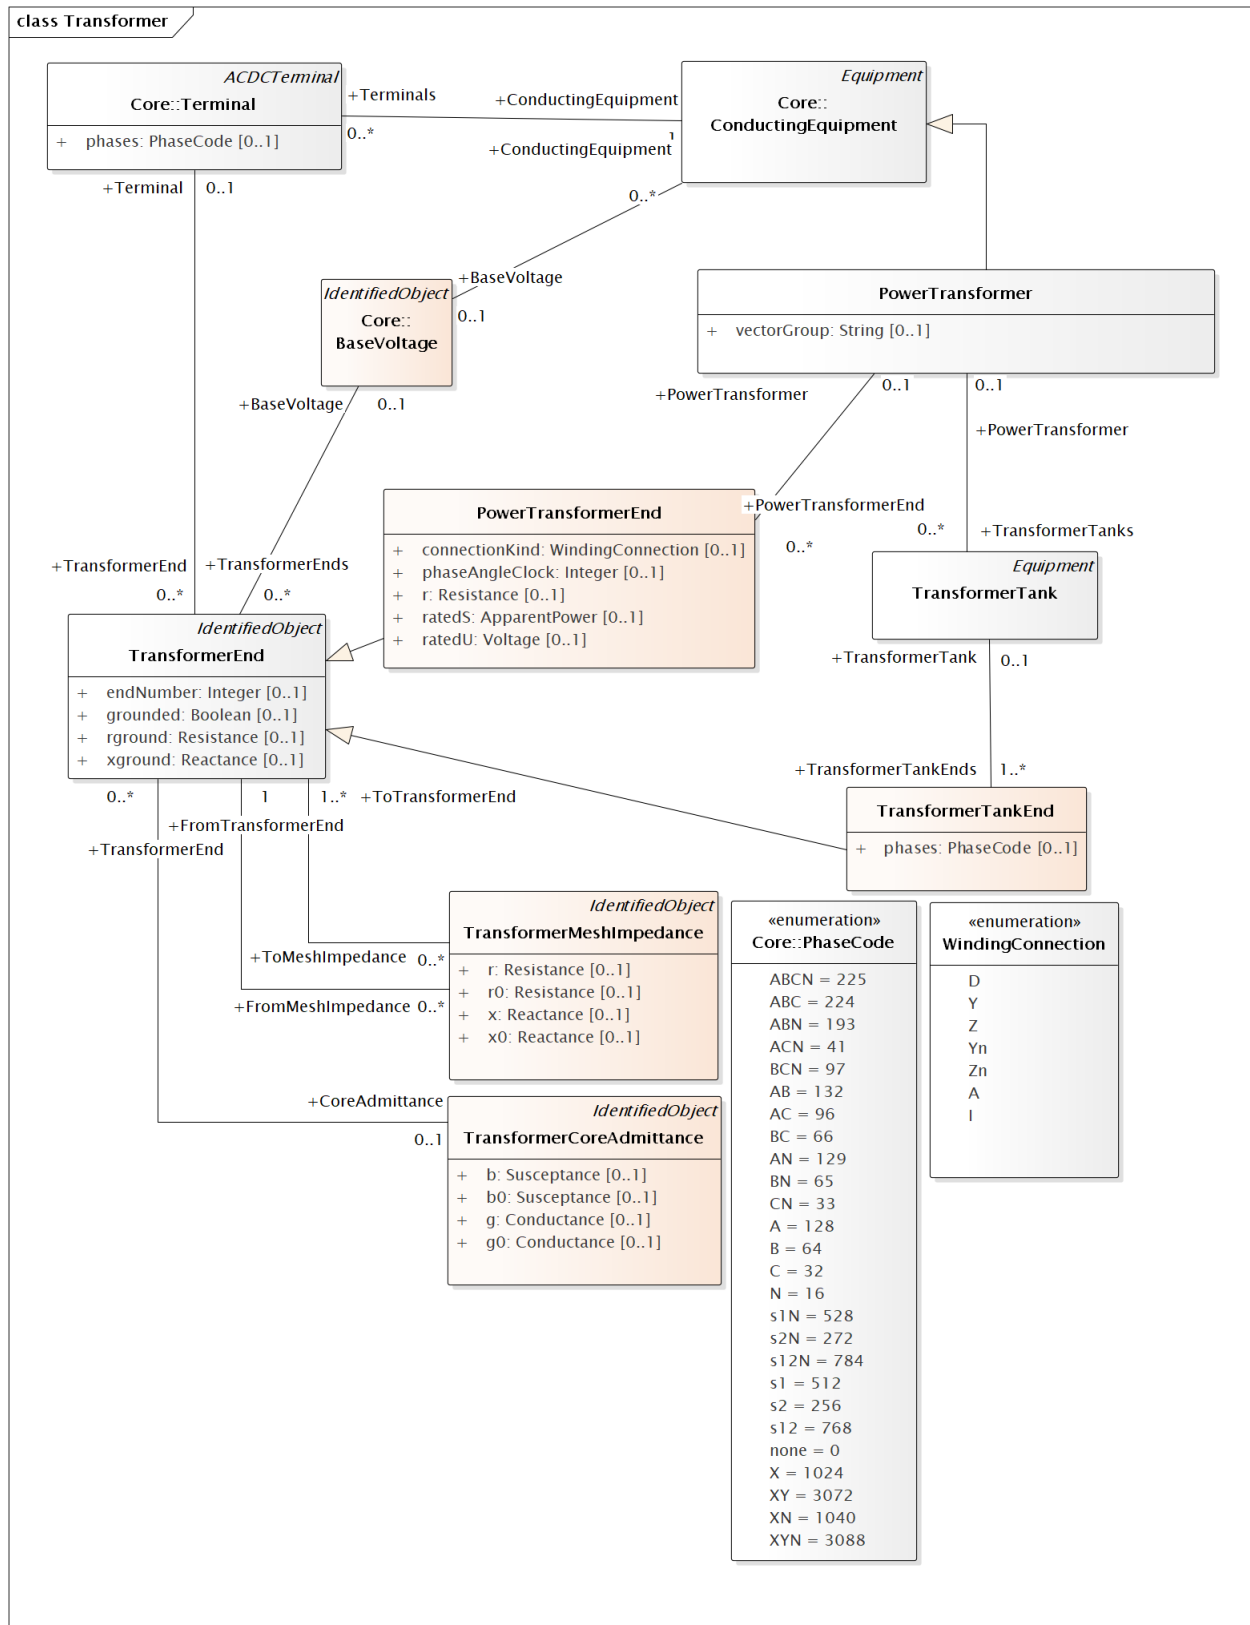 class Transformer
ACDCTerminal
Core::Terminal
+ phases: PhaseCode [0..1]
+Terminals
0..*
+ConductingEquipment
1
Equipment
Core::
ConductingEquipment
+ConductingEquipment
0..*
+Terminal
0..1
+BaseVoltage
0..1
IdentifiedObject
Core::
BaseVoltage
+BaseVoltage
0..1
PowerTransformer
+ vectorGroup: String [0..1]
+PowerTransformer
0..1
0..1
+PowerTransformer
PowerTransformerEnd
+ connectionKind: WindingConnection [0..1]
+ phaseAngleClock: Integer [0..1]
+ r: Resistance [0..1]
+ ratedS: ApparentPower [0..1]
+ ratedU: Voltage [0..1]
+PowerTransformerEnd
0..*
0..*
+TransformerTanks
Equipment
TransformerTank
+TransformerTank
0..1
+TransformerEnd
0..*
+TransformerEnds
0..*
IdentifiedObject
TransformerEnd
+ endNumber: Integer [0..1]
+ grounded: Boolean [0..1]
+ rground: Resistance [0..1]
+ xground: Reactance [0..1]
+TransformerTankEnds
1..*
TransformerTankEnd
+ phases: PhaseCode [0..1]
0..*
1
1..*
+ToTransformerEnd
+FromTransformerEnd
+TransformerEnd
IdentifiedObject
TransformerMeshImpedance
+ r: Resistance [0..1]
+ r0: Resistance [0..1]
+ x: Reactance [0..1]
+ x0: Reactance [0..1]
+ToMeshImpedance 0..*
+FromMeshImpedance 0..*
+CoreAdmittance
0..1
IdentifiedObject
TransformerCoreAdmittance
+ b: Susceptance [0..1]
+ b0: Susceptance [0..1]
+ g: Conductance [0..1]
+ g0: Conductance [0..1]
«enumeration»
Core::PhaseCode
ABCN = 225
ABC = 224
ABN = 193
ACN = 41
BCN = 97
AB = 132
AC = 96
BC = 66
AN = 129
BN = 65
CN = 33
A = 128
B = 64
C = 32
N = 16
s1N = 528
s2N = 272
s12N = 784
s1 = 512
s2 = 256
s12 = 768
none = 0
X = 1024
XY = 3072
XN = 1040
XYN = 3088
«enumeration»
WindingConnection
D
Y
Z
Yn
Zn
A
I